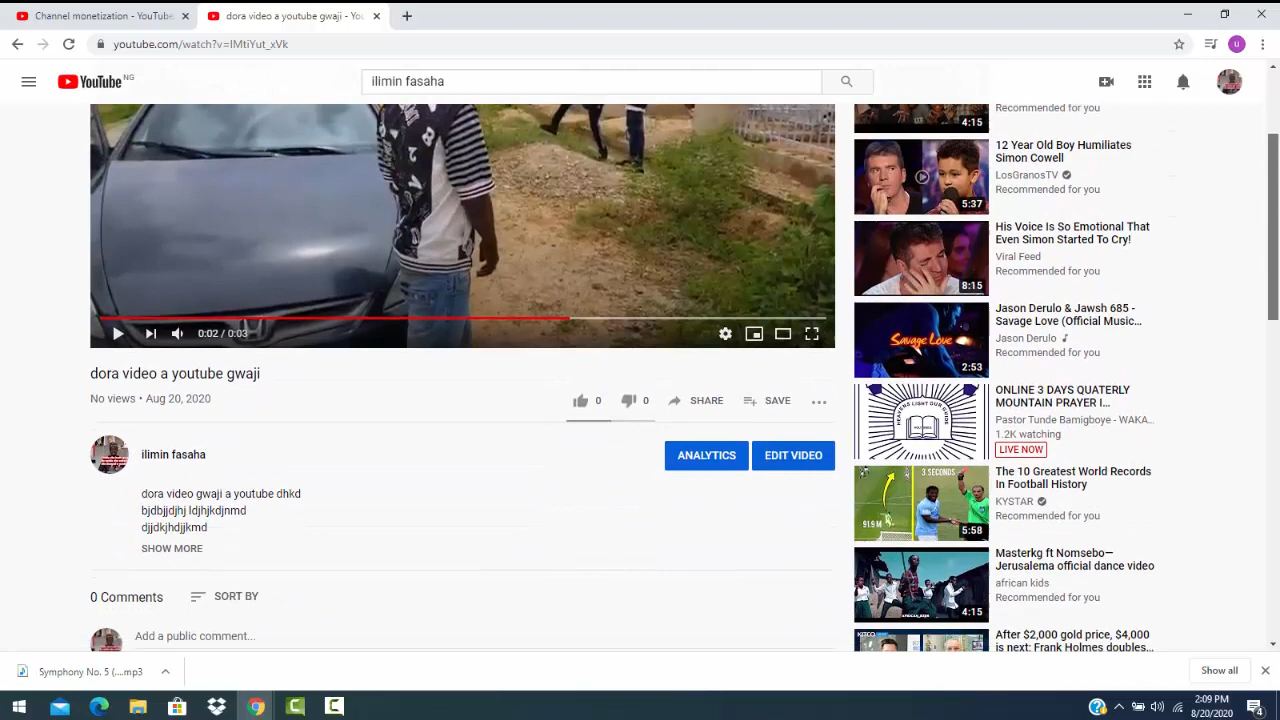 Channel monetization - YouTube
dora video a youtube gwaji - You
youtube.com/watch?v=lMtiYut_xVk
u
YouTube NG
ilimin fasaha
0:02 / 0:03
dora video a youtube gwaji
No views • Aug 20, 2020
0
0
SHARE
SAVE
ilimin fasaha
ANALYTICS
EDIT VIDEO
dora video gwaji a youtube dhkd
bjdbjjdjhj ldjhjkdjnmd
djjdkjhdjjkmd
SHOW MORE
0 Comments
SORT BY
Add a public comment...
4:15
Recommended for you
5:37
12 Year Old Boy Humiliates
Simon Cowell
LosGranosTV
Recommended for you
8:15
His Voice Is So Emotional That
Even Simon Started To Cry!
Viral Feed
Recommended for you
Savage Love
2:53
Jason Derulo & Jawsh 685 -
Savage Love (Official Music...
Jason Derulo
Recommended for you
ONLINE 3 DAYS QUATERLY
MOUNTAIN PRAYER I...
Pastor Tunde Bamigboye - WAKA...
1.2K watching
LIVE NOW
3 SECONDS
91.9 M
5:58
The 10 Greatest World Records
In Football History
KYSTAR
Recommended for you
4:15
Masterkg ft Nomsebo—
Jerusalema official dance video
african kids
Recommended for you
KITCO
After $2,000 gold price, $4,000
is next: Frank Holmes doubles...
Symphony No. 5 (....mp3
Show all
2:09 PM
8/20/2020
4